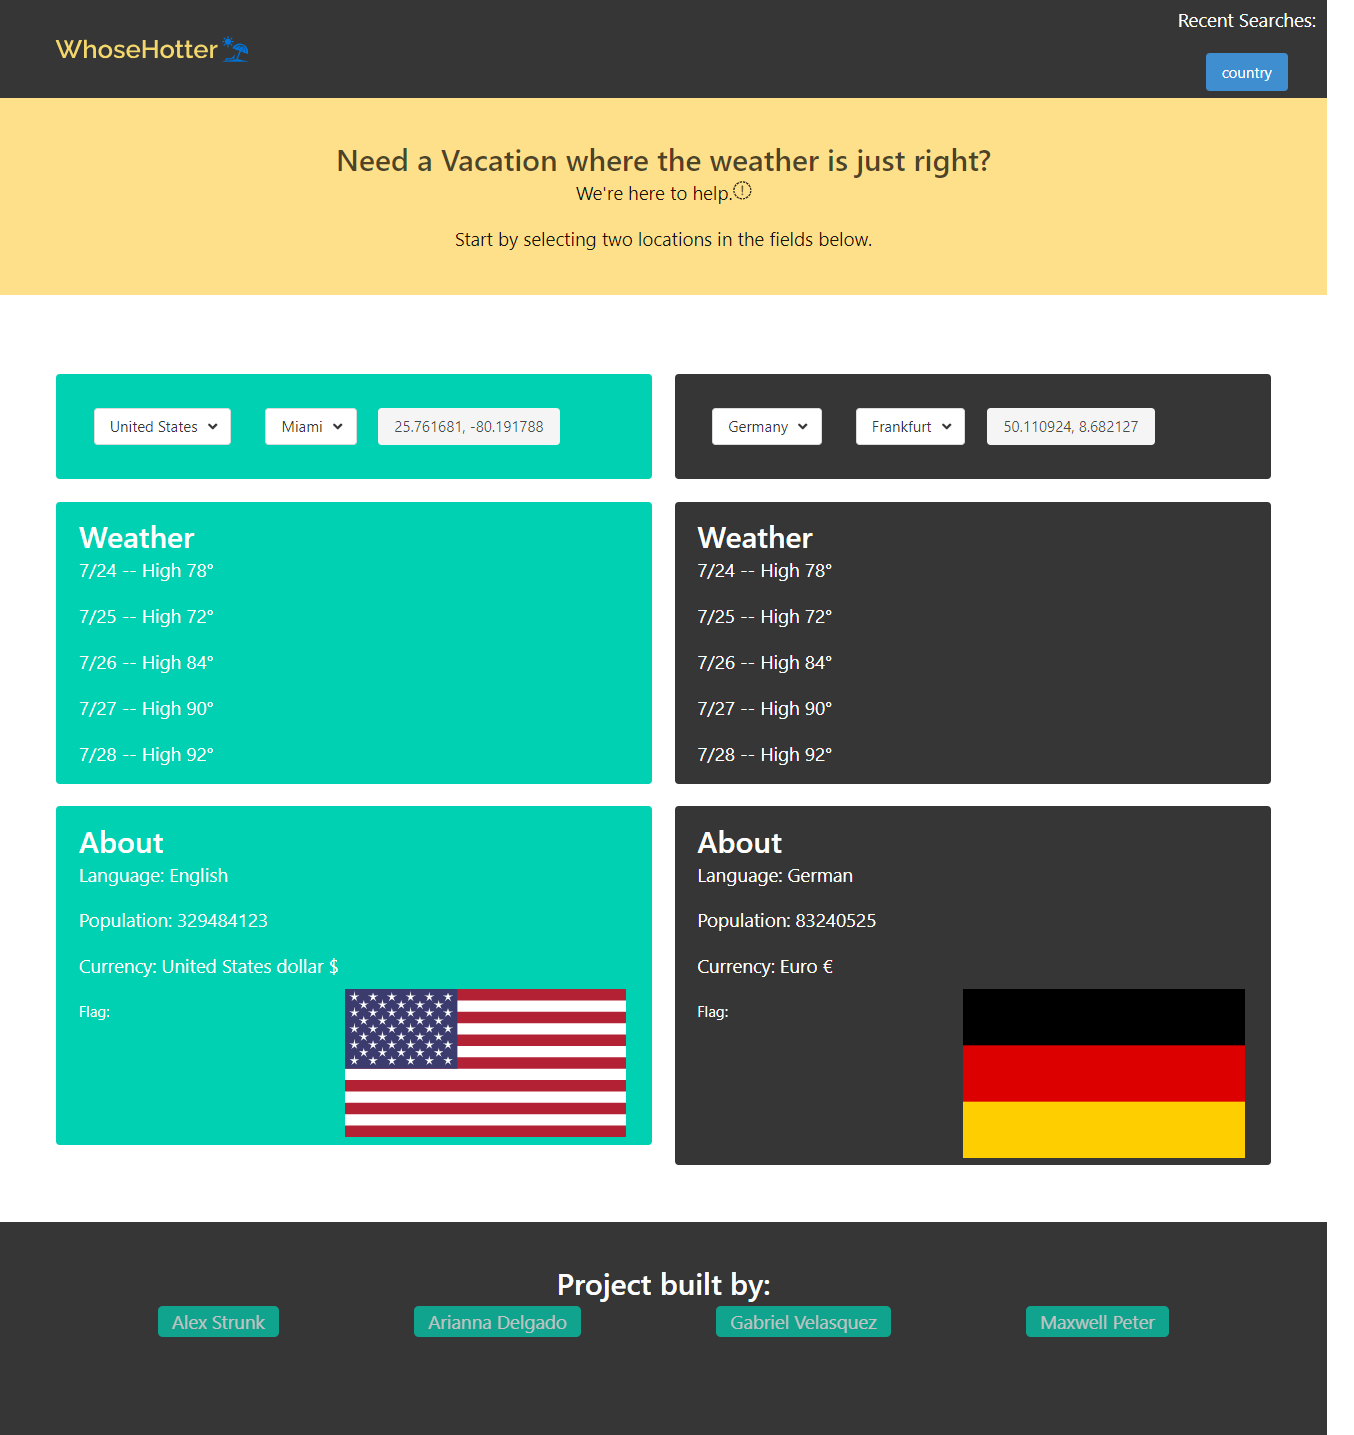 WhoseHotter
Recent Searches:
country
Need a Vacation where the weather is just right?
We're here to help.
Start by selecting two locations in the fields below.
United States
Miami
25.761681, -80.191788
Weather
7/24 -- High 78°
7/25 -- High 72°
7/26 -- High 84°
7/27 -- High 90°
7/28 -- High 92°
About
Language: English
Population: 329484123
Currency: United States dollar $
Flag:
Germany
Frankfurt
50.110924, 8.682127
Weather
7/24 -- High 78°
7/25 -- High 72°
7/26 -- High 84°
7/27 -- High 90°
7/28 -- High 92°
About
Language: German
Population: 83240525
Currency: Euro €
Flag:
Project built by:
Alex Strunk
Arianna Delgado
Gabriel Velasquez
Maxwell Peter